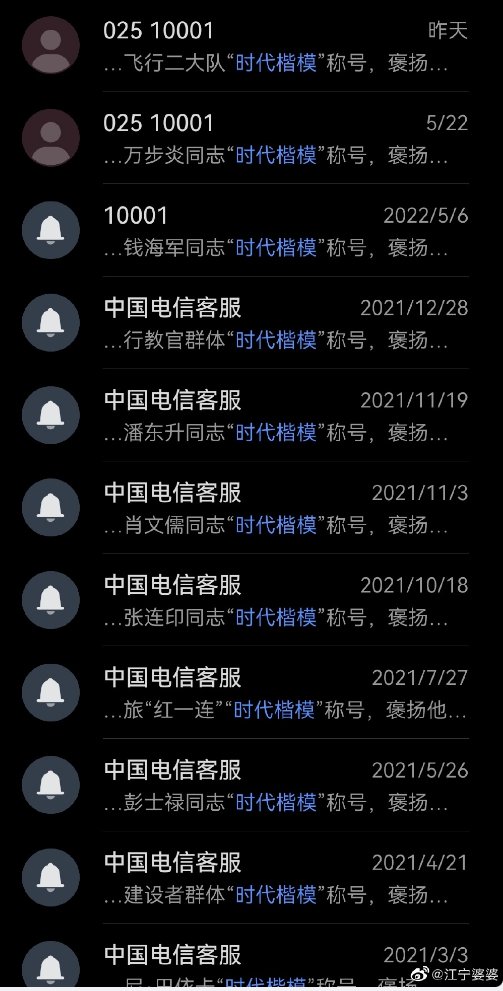 025 10001 昨天
...飞行二大队“时代楷模”称号，褒扬...
025 10001 5/22
...万步炎同志“时代楷模”称号，褒扬...
10001 2022/5/6
...钱海军同志“时代楷模”称号，褒扬...
中国电信客服 2021/12/28
...行教官群体“时代楷模”称号，褒扬...
中国电信客服 2021/11/19
...潘东升同志“时代楷模”称号，褒扬...
中国电信客服 2021/11/3
...肖文儒同志“时代楷模”称号，褒扬...
中国电信客服 2021/10/18
...张连印同志“时代楷模”称号，褒扬...
中国电信客服 2021/7/27
...旅“红一连”“时代楷模”称号，褒扬他...
中国电信客服 2021/5/26
...彭士禄同志“时代楷模”称号，褒扬...
中国电信客服 2021/4/21
...建设者群体“时代楷模”称号，褒扬...
中国电信客服 2021/3/3
@江宁婆婆
...尼·巴依卡“时代楷模”称号，褒扬...